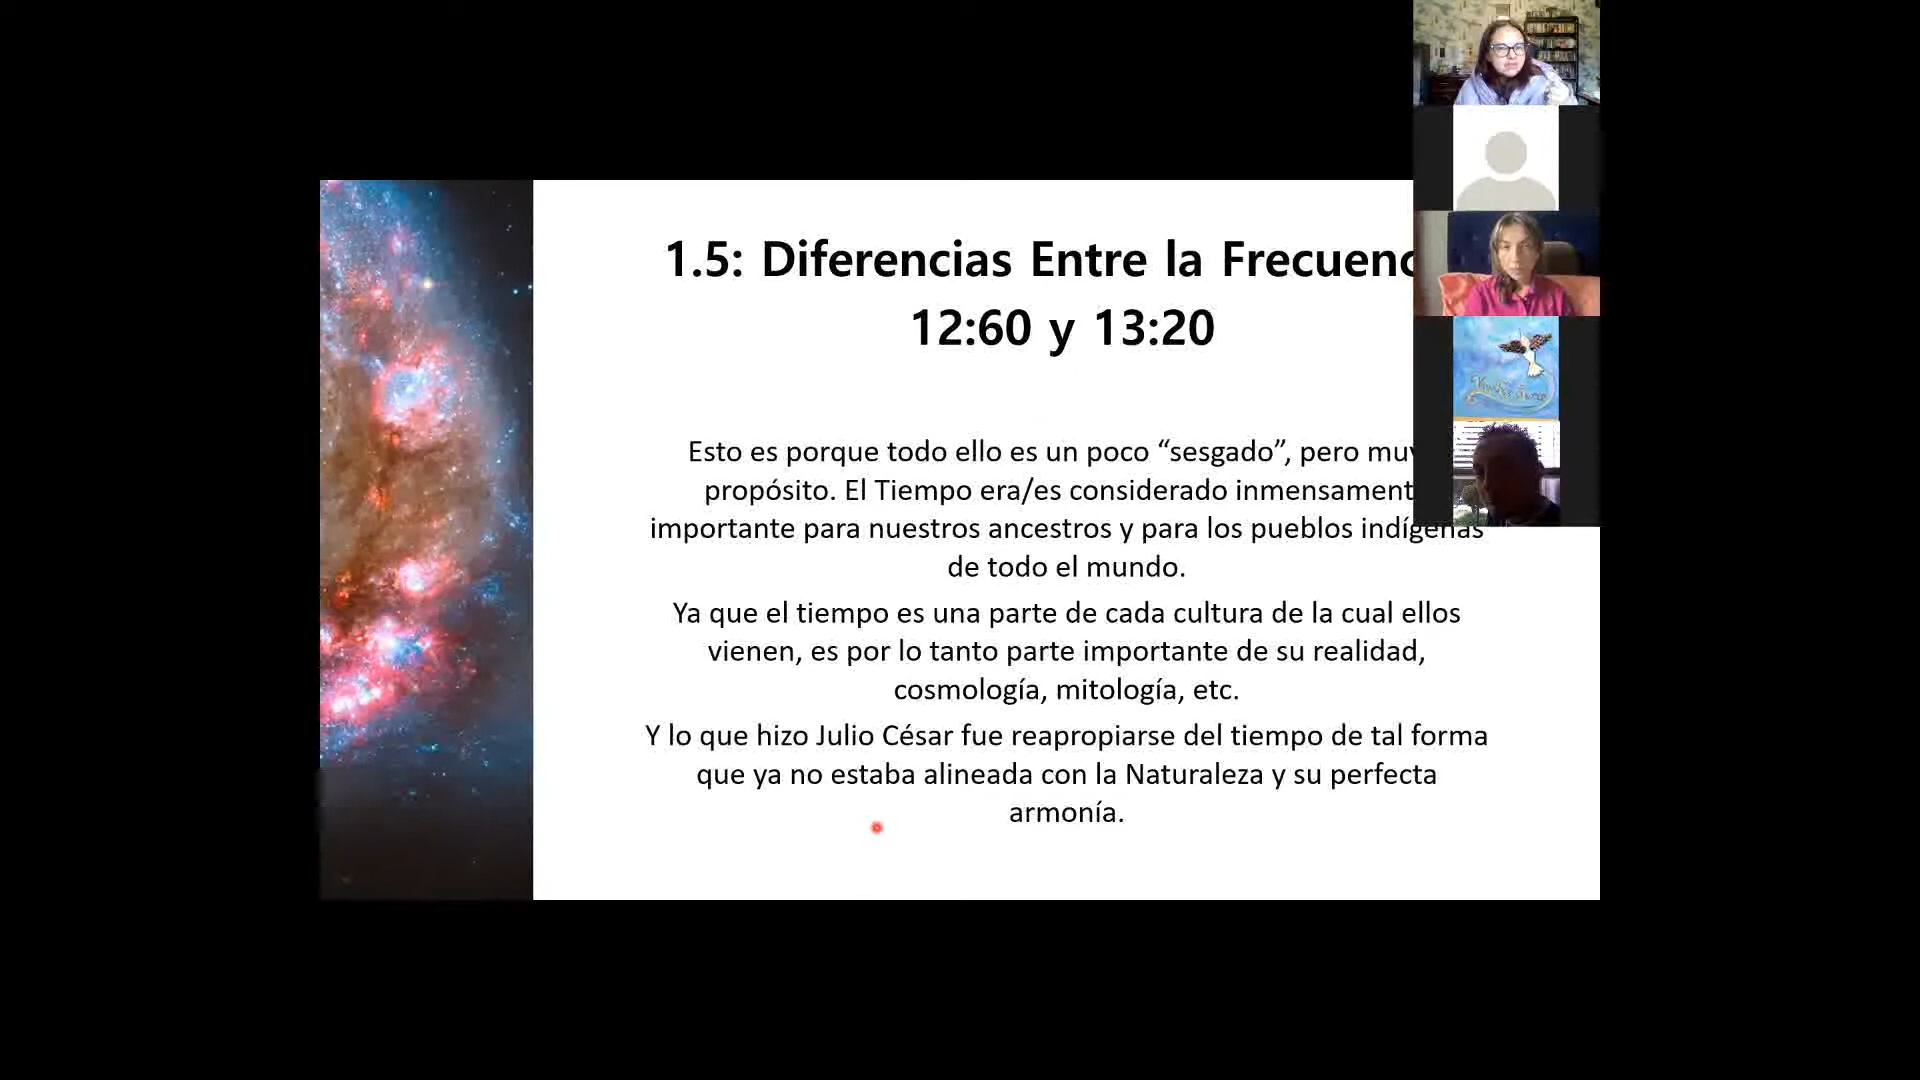 1.5: Diferencias Entre la Frecuenc
12:60 y 13:20
Esto es porque todo ello es un poco “sesgado”, pero muy
propósito. El Tiempo era/es considerado inmensament
importante para nuestros ancestros y para los pueblos indígenas
de todo el mundo.
Ya que el tiempo es una parte de cada cultura de la cual ellos
vienen, es por lo tanto parte importante de su realidad,
cosmología, mitología, etc.
Y lo que hizo Julio César fue reapropiarse del tiempo de tal forma
que ya no estaba alineada con la Naturaleza y su perfecta
armonía.